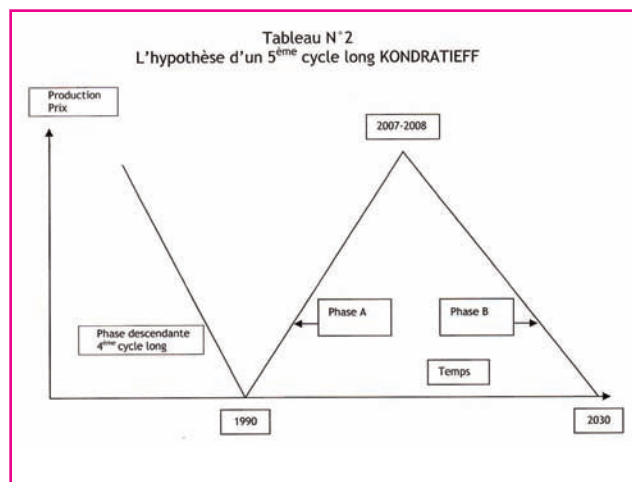 Tableau N°2
L'hypothèse d'un 5ème cycle long KONDRATIEFF
Production
Prix
2007-2008
Phase A
Phase B
Phase descendante
4ème cycle long
Temps
1990
2030